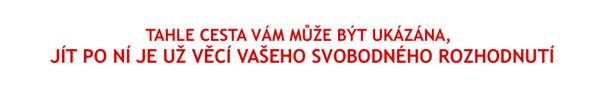 TAHLE CESTA VÁM MŮŽE BÝT UKÁZÁNA,
JÍT PO NÍ JE UŽ VĚCÍ VAŠEHO SVOBODNÉHO ROZHODNUTÍ